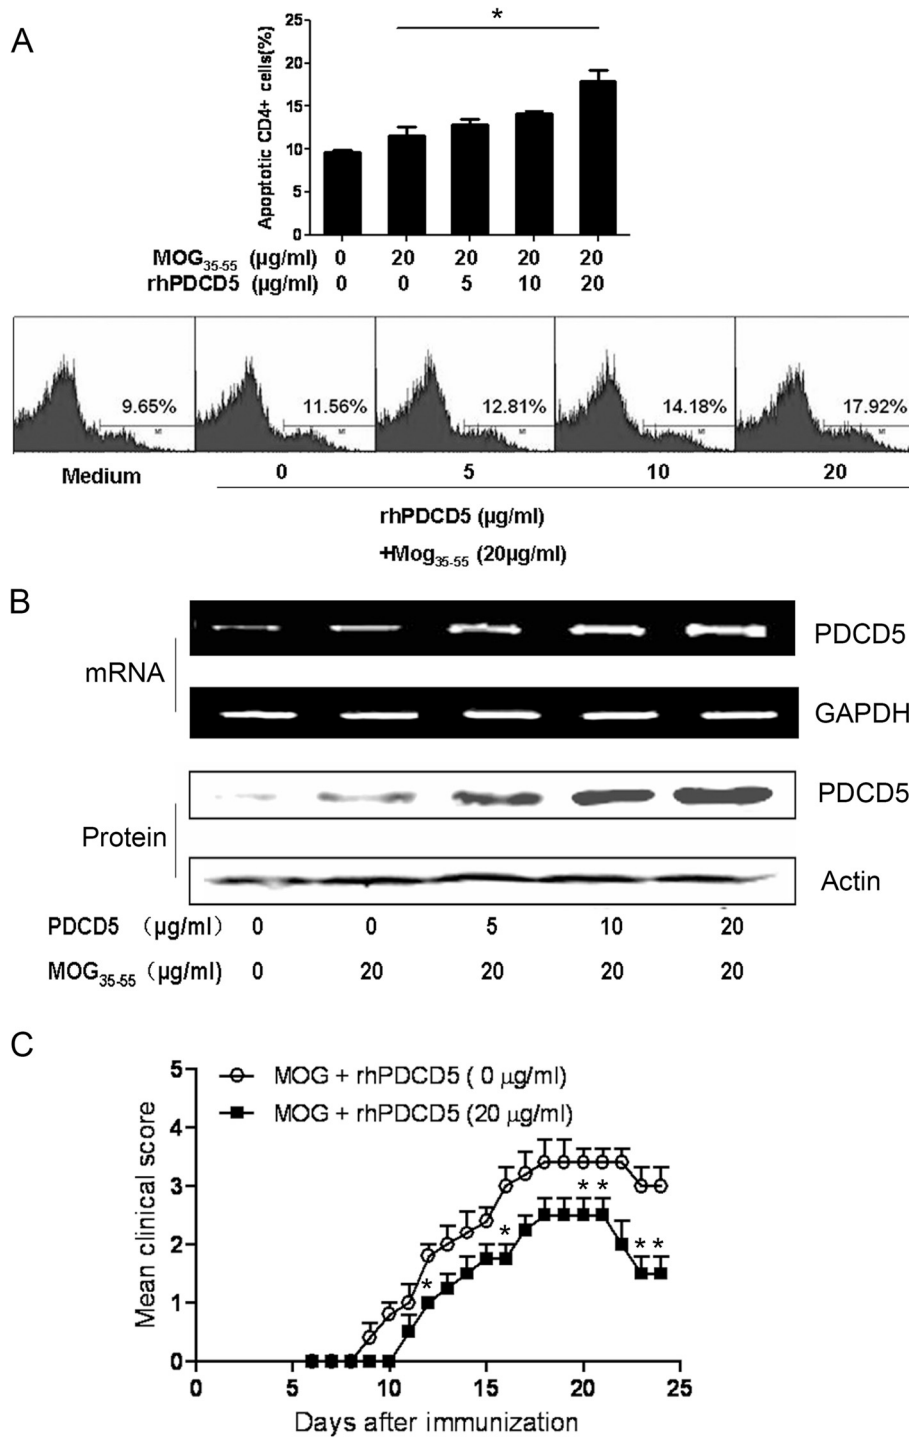 A
*
25
20
15
10
5
0
Apoptotic CD4+ cells(%)
MOG35-55 (μg/ml) 0 20 20 20 20
rhPDCD5 (μg/ml) 0 0 5 10 20
9.65% 11.56% 12.81% 14.18% 17.92%
M1 M1 M1 M1 M1
Medium 0 5 10 20
rhPDCD5 (μg/ml)
+Mog35-55 (20μg/ml)
B
PDCD5
mRNA
GAPDH
PDCD5
Protein
Actin
PDCD5 (μg/ml) 0 0 5 10 20
MOG35-55 (μg/ml) 0 20 20 20 20
C
MOG + rhPDCD5 ( 0 μg/ml)
MOG + rhPDCD5 (20 μg/ml)
5
4
3
2
1
0
Mean clinical score
* * * * * *
0 5 10 15 20 25
Days after immunization